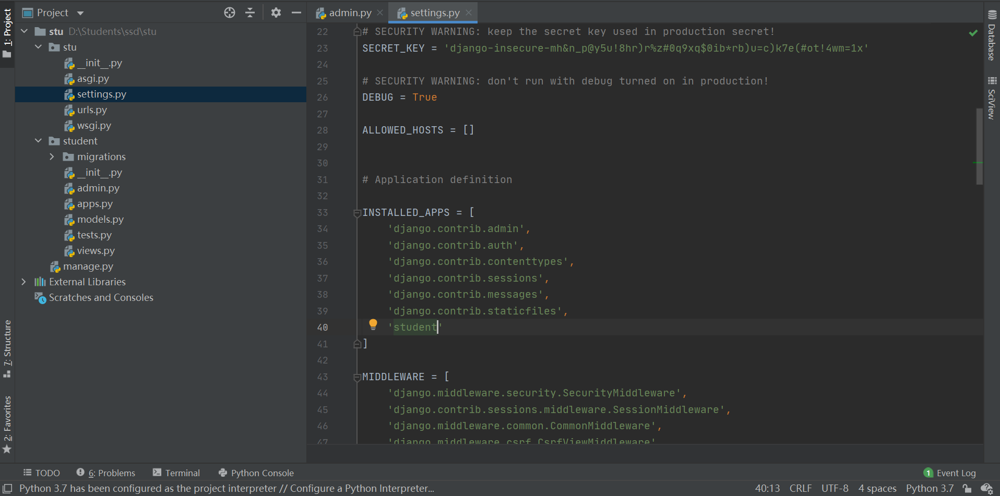 Project
admin.py
settings.py
1: Project
7: Structure
2: Favorites
stu D:\Students\ssd\stu
stu
__init__.py
asgi.py
settings.py
urls.py
wsgi.py
student
migrations
__init__.py
admin.py
apps.py
models.py
tests.py
views.py
manage.py
External Libraries
Scratches and Consoles
22 # SECURITY WARNING: keep the secret key used in production secret!
23 SECRET_KEY = 'django-insecure-mh&n_p@y5u!8hr)r%z#0q9xq$0ib*rb)u=c)k7e(#ot!4wm=1x'
24
25 # SECURITY WARNING: don't run with debug turned on in production!
26 DEBUG = True
27
28 ALLOWED_HOSTS = []
29
30
31 # Application definition
32
33 INSTALLED_APPS = [
34 'django.contrib.admin',
35 'django.contrib.auth',
36 'django.contrib.contenttypes',
37 'django.contrib.sessions',
38 'django.contrib.messages',
39 'django.contrib.staticfiles',
40 'student'
41 ]
42
43 MIDDLEWARE = [
44 'django.middleware.security.SecurityMiddleware',
45 'django.contrib.sessions.middleware.SessionMiddleware',
46 'django.middleware.common.CommonMiddleware',
47 'django.middleware.csrf.CsrfViewMiddleware'
Database
SciView
TODO
6: Problems
Terminal
Python Console
1 Event Log
Python 3.7 has been configured as the project interpreter // Configure a Python Interpreter...
40:13 CRLF UTF-8 4 spaces Python 3.7